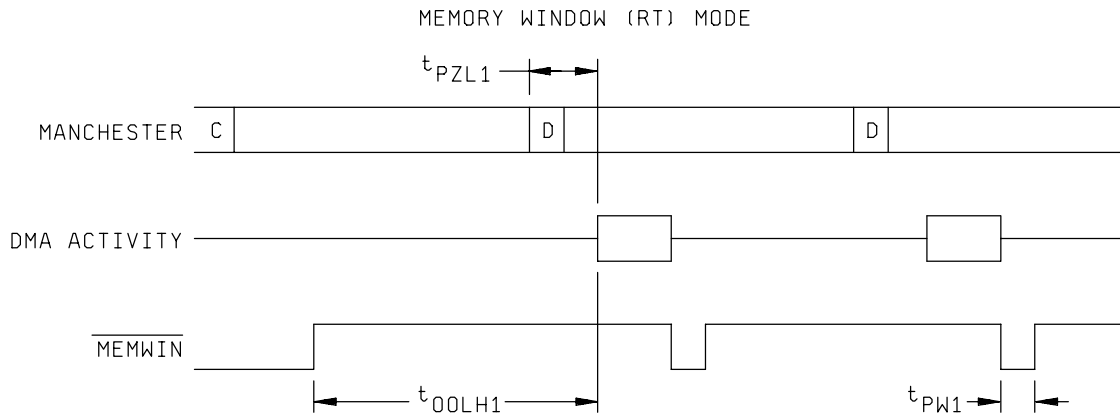 MEMORY WINDOW (RT) MODE
tPZL1
MANCHESTER C D D
DMA ACTIVITY
MEMWIN
tOOLH1 tPW1